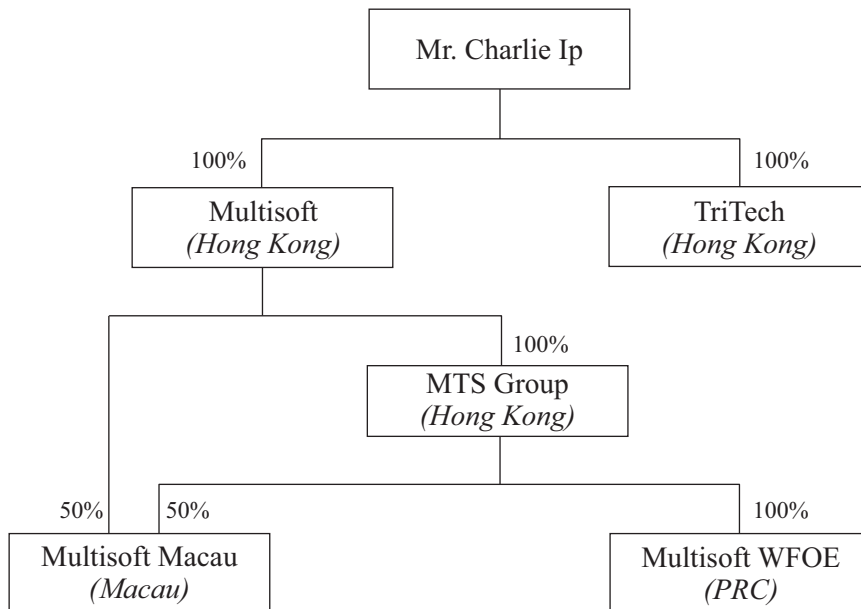 Mr. Charlie Ip
100%
100%
Multisoft
(Hong Kong)
TriTech
(Hong Kong)
100%
MTS Group
(Hong Kong)
50%
50%
100%
Multisoft Macau
(Macau)
Multisoft WFOE
(PRC)